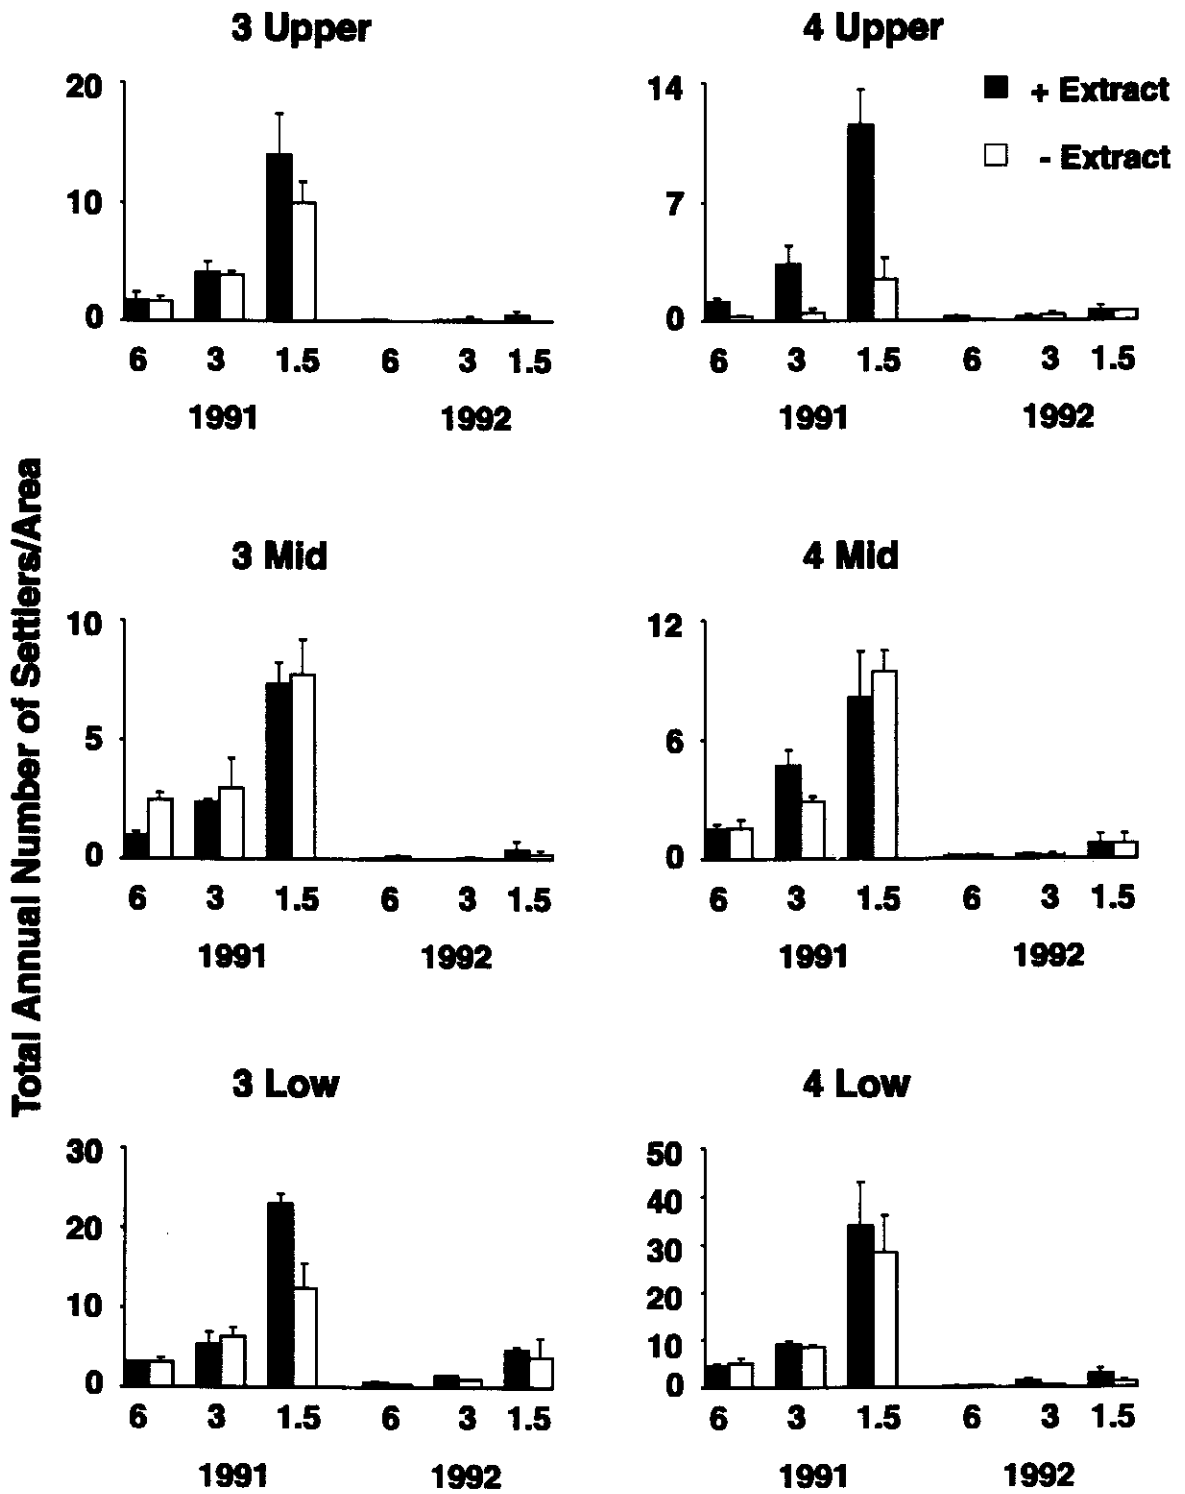 3 Upper
4 Upper
20
10
0
6 3 1.5 6 3 1.5
1991 1992
14
7
0
6 3 1.5 6 3 1.5
1991 1992
+ Extract
- Extract
Total Annual Number of Settlers/Area
3 Mid
4 Mid
10
5
0
6 3 1.5 6 3 1.5
1991 1992
12
6
0
6 3 1.5 6 3 1.5
1991 1992
3 Low
4 Low
30
20
10
0
6 3 1.5 6 3 1.5
1991 1992
50
40
30
20
10
0
6 3 1.5 6 3 1.5
1991 1992